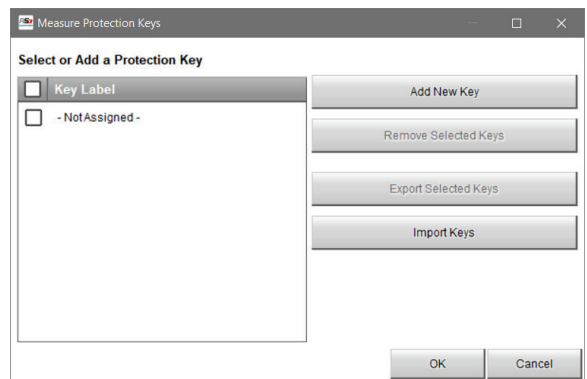 Measure Protection Keys
Select or Add a Protection Key
Key Label
- Not Assigned -
Add New Key
Remove Selected Keys
Export Selected Keys
Import Keys
OK
Cancel